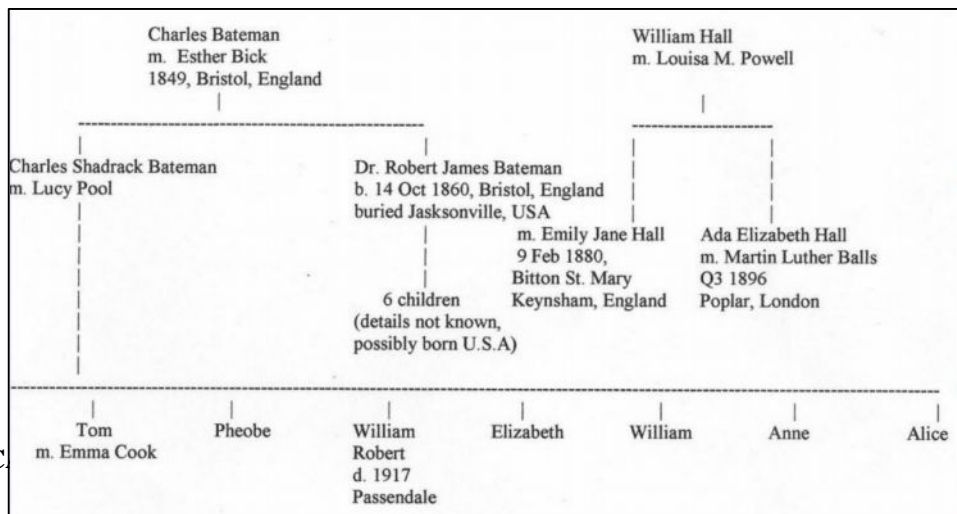 Charles Bateman
m. Esther Bick
1849, Bristol, England
William Hall
m. Louisa M. Powell
Charles Shadrack Bateman
m. Lucy Pool
Dr. Robert James Bateman
b. 14 Oct 1860, Bristol, England
buried Jasksonville, USA
m. Emily Jane Hall
9 Feb 1880,
Bitton St. Mary
Keynsham, England
Ada Elizabeth Hall
m. Martin Luther Balls
Q3 1896
Poplar, London
6 children
(details not known,
possibly born U.S.A)
Tom
m. Emma Cook
Pheobe
William
Robert
d. 1917
Passendale
Elizabeth
William
Anne
Alice
C